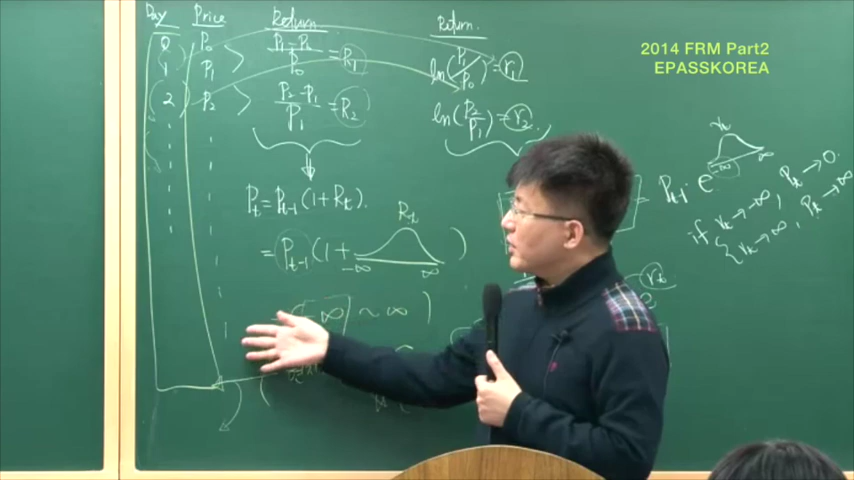 2014 FRM Part2
EPASSKOREA
Day Price Return Return.
0 P₀ (P₁-P₀)/P₀ = R₁ ln(P₁/P₀) = r₁
1 P₁
2 P₂ (P₂-P₁)/P₁ = R₂ ln(P₂/P₁) = r₂
Pₜ = Pₜ₋₁(1+Rₜ).
Rₜ
= Pₜ₋₁(1+ )
-∞ ∞
∞ ~ ∞)
= Pₜ₋₁· e
∞
if { rₜ→-∞, Pₜ→0.
rₜ→∞, Pₜ→∞
rₜ